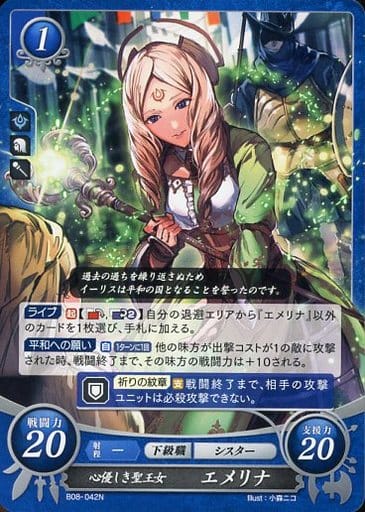 1
過去の過ちを繰り返さぬため
イーリスは平和の国となることを誓ったのです。
ライブ 起 【 , 2】自分の退避エリアから『エメリナ』以外
のカードを1枚選び、手札に加える。
平和への願い 自 1ターンに1回 他の味方が出撃コストが1の敵に攻撃
された時、戦闘終了まで、その味方の戦闘力は+10される。
祈りの紋章 支 戦闘終了まで、相手の攻撃
ユニットは必殺攻撃できない。
戦闘力
20
射程 ー
下級職
シスター
支援力
20
心優しき聖王女 エメリナ
B08-042N
Illust:小森ニコ